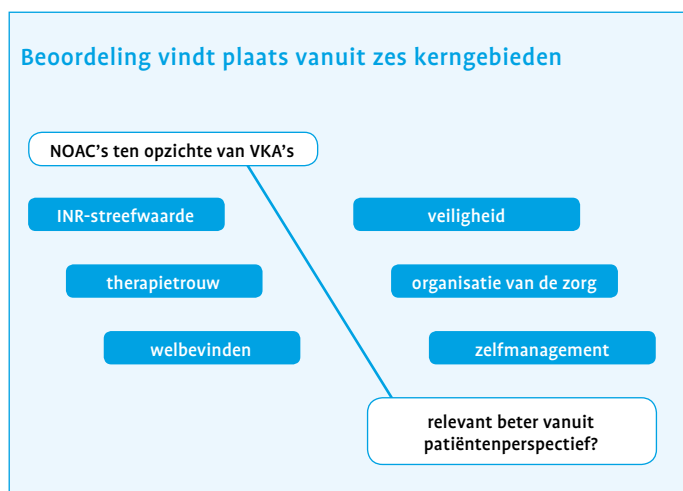 Beoordeling vindt plaats vanuit zes kerngebieden
NOAC's ten opzichte van VKA's
INR-streefwaarde
veiligheid
therapietrouw
organisatie van de zorg
welbevinden
zelfmanagement
relevant beter vanuit
patiëntenperspectief?